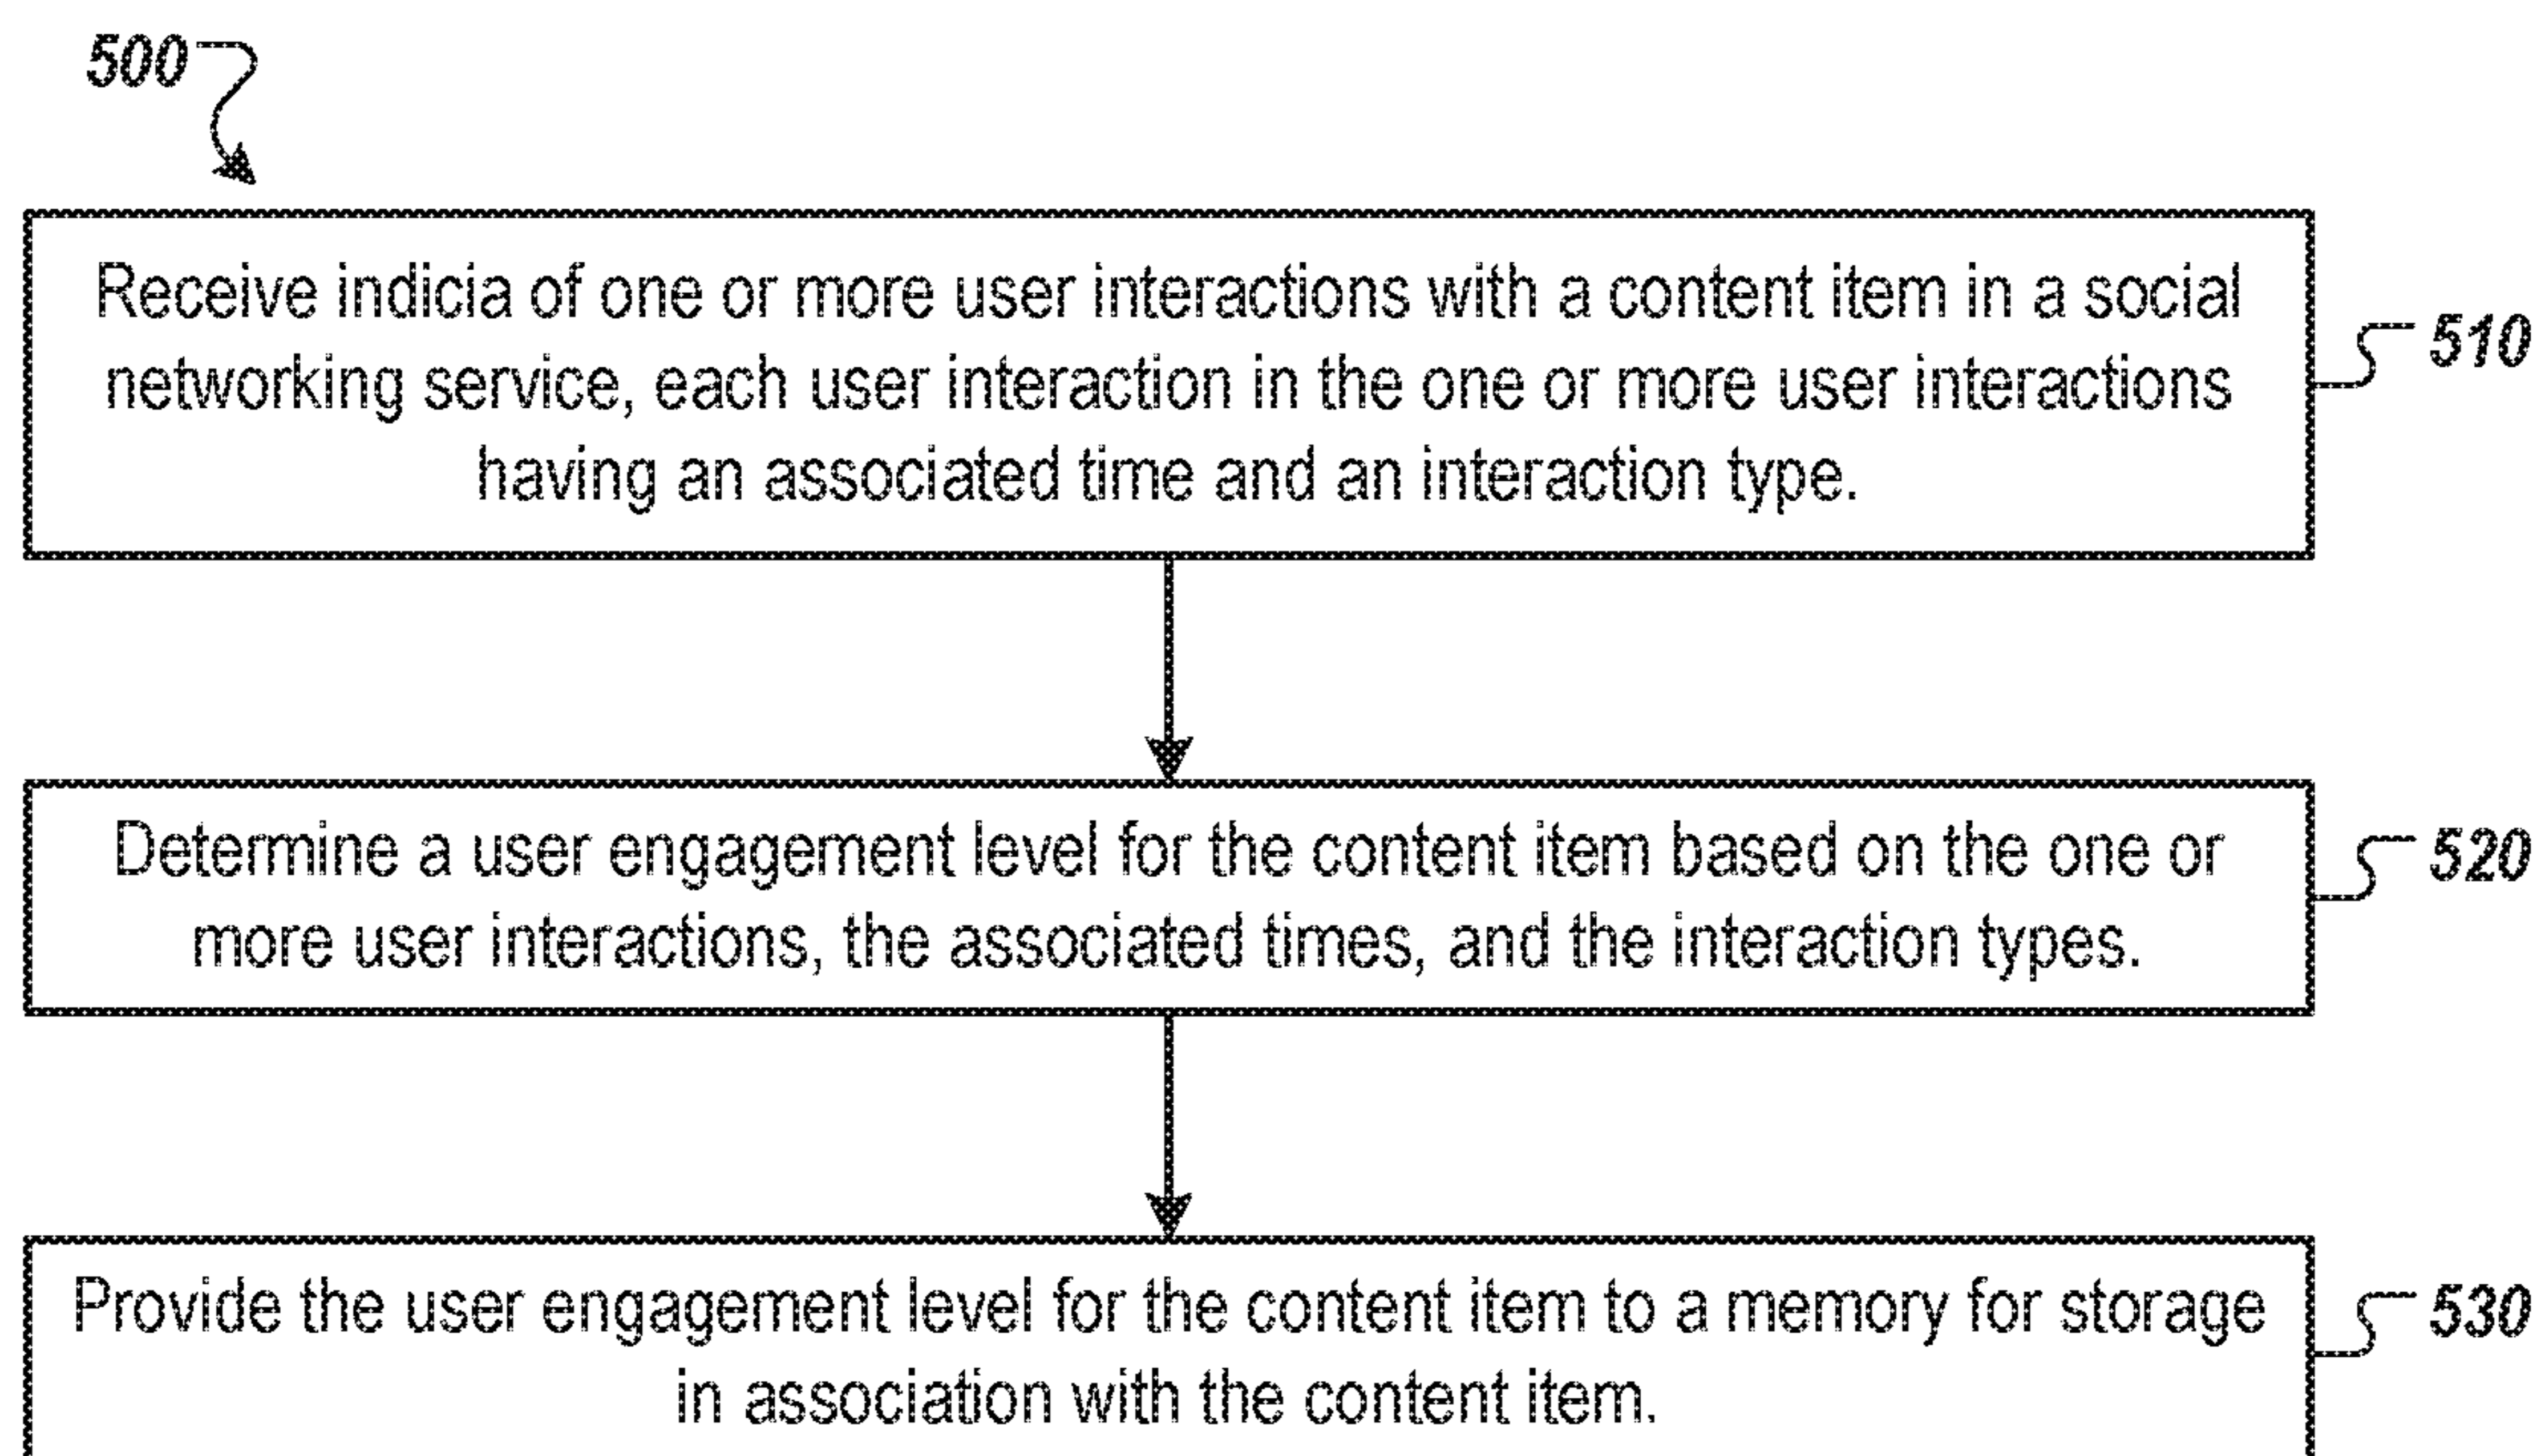 500
Receive indicia of one or more user interactions with a content item in a social
networking service, each user interaction in the one or more user interactions
having an associated time and an interaction type.
510
Determine a user engagement level for the content item based on the one or
more user interactions, the associated times, and the interaction types.
520
Provide the user engagement level for the content item to a memory for storage
in association with the content item.
530